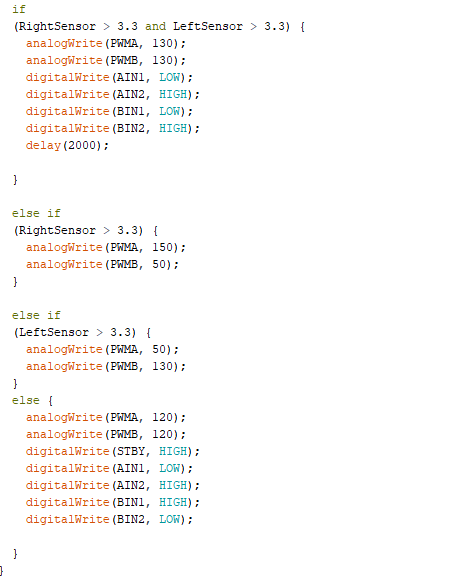 if
(RightSensor > 3.3 and LeftSensor > 3.3) {
analogWrite(PWMA, 130);
analogWrite(PWMB, 130);
digitalWrite(AIN1, LOW);
digitalWrite(AIN2, HIGH);
digitalWrite(BIN1, LOW);
digitalWrite(BIN2, HIGH);
delay(2000);
}
else if
(RightSensor > 3.3) {
analogWrite(PWMA, 150);
analogWrite(PWMB, 50);
}
else if
(LeftSensor > 3.3) {
analogWrite(PWMA, 50);
analogWrite(PWMB, 130);
}
else {
analogWrite(PWMA, 120);
analogWrite(PWMB, 120);
digitalWrite(STBY, HIGH);
digitalWrite(AIN1, LOW);
digitalWrite(AIN2, HIGH);
digitalWrite(BIN1, HIGH);
digitalWrite(BIN2, LOW);
}
}